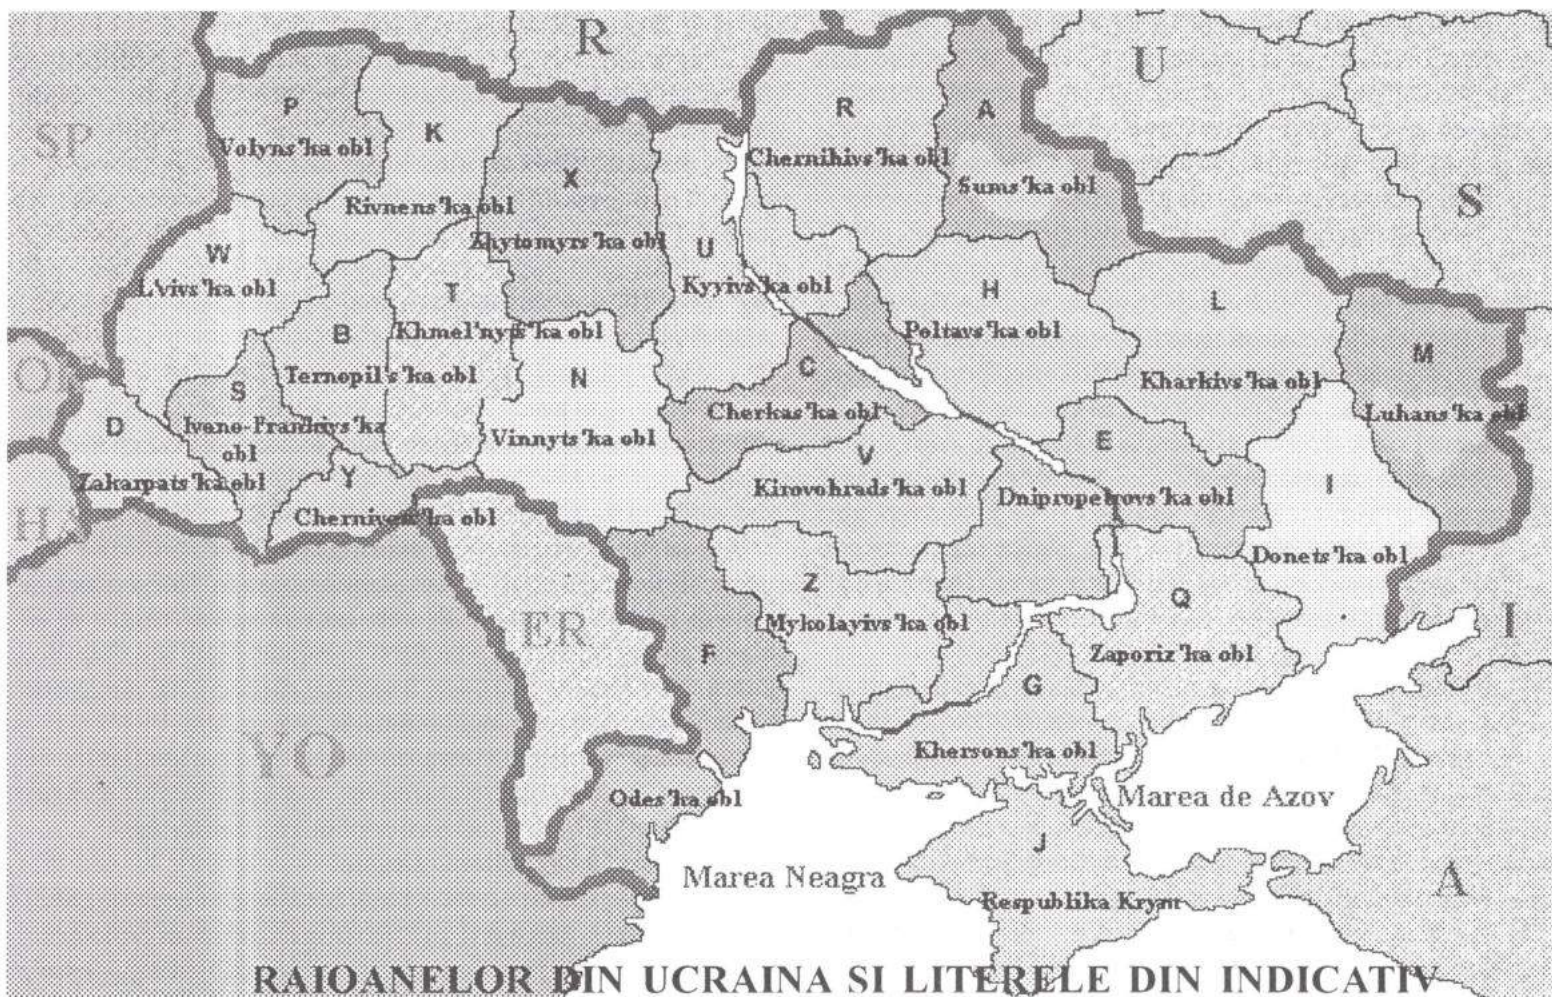 R
U
SP
P
Volyns'ka obl
K
Rivnens'ka obl
X
Zhytomyrs'ka obl
R
Chernihivs'ka obl
A
Sums'ka obl
S
W
L'vivs'ka obl
T
Khmel'nyts'ka obl
U
Kyyivs'ka obl
H
Poltavs'ka obl
L
Kharkivs'ka obl
M
Luhans'ka obl
B
Ternopil's'ka obl
N
Vinnyts'ka obl
C
Cherkas'ka obl
OM
D
Zakarpats'ka obl
S
Ivano-Frankivs'ka
obl
Y
Chernivets'ka obl
V
Kirovohrads'ka obl
E
Dnipropetrovs'ka obl
I
Donets'ka obl
HA
ER
F
Odes'ka obl
Z
Mykolayivs'ka obl
Q
Zaporiz'ka obl
I
G
Khersons'ka obl
YO
Marea de Azov
Marea Neagra
J
Respublika Krym
A
RAIOANELOR DIN UCRAINA SI LITERELE DIN INDICATIV